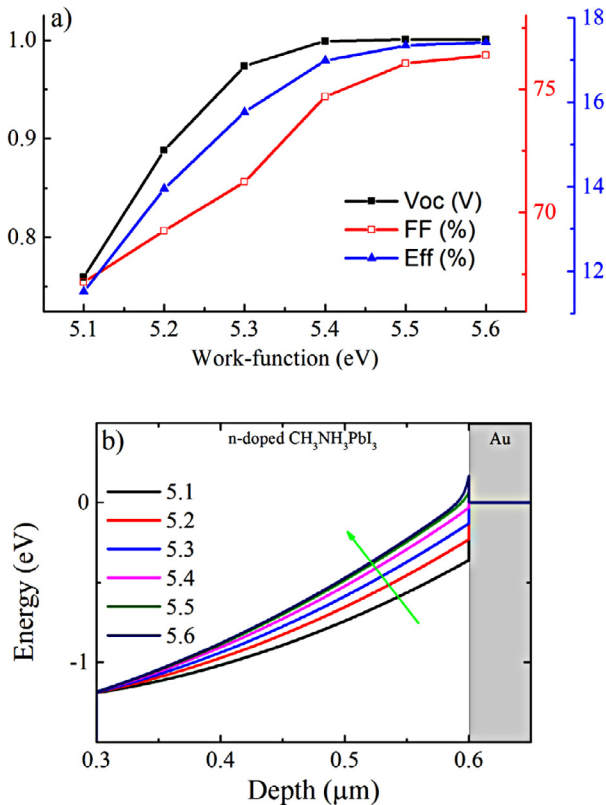 a)
1.0
0.9
0.8
75
70
18
16
14
12
Voc (V)
FF (%)
Eff (%)
5.1 5.2 5.3 5.4 5.5 5.6
Work-function (eV)
b)
n-doped CH₃NH₃PbI₃
Au
5.1
5.2
5.3
5.4
5.5
5.6
0
-1
Energy (eV)
0.3 0.4 0.5 0.6
Depth (μm)